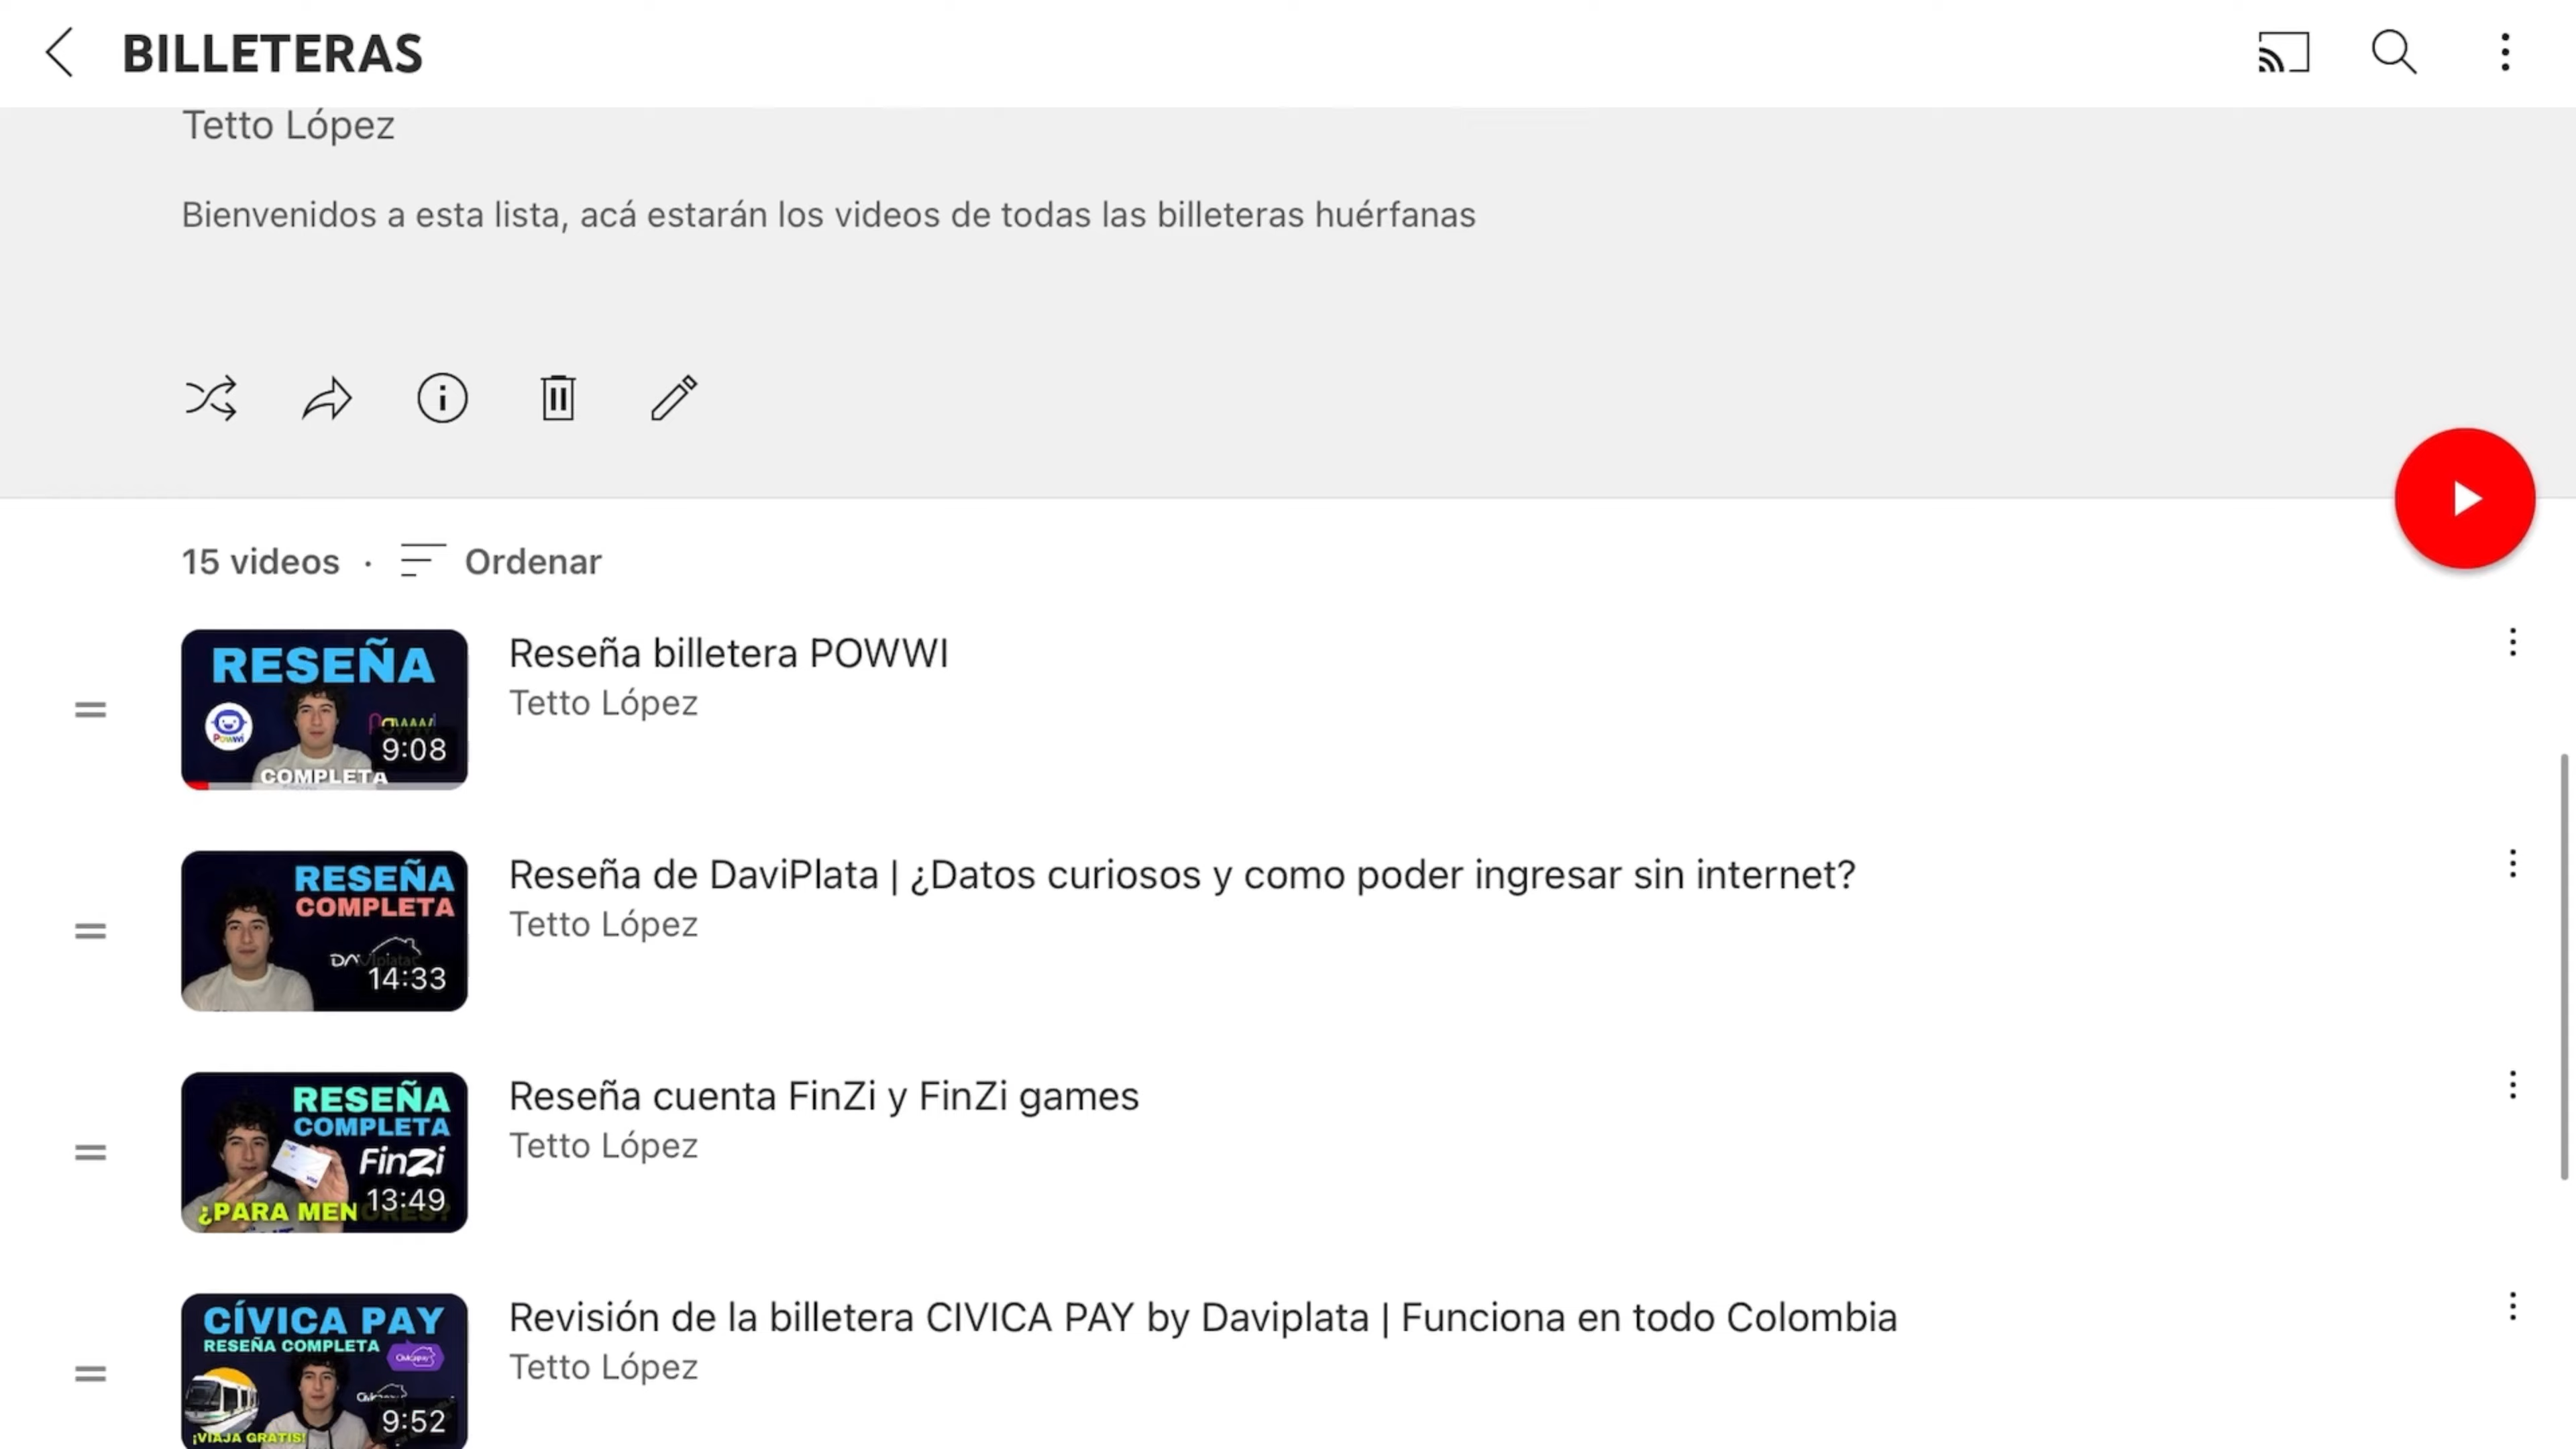 BILLETERAS
Tetto López
Bienvenidos a esta lista, acá estarán los videos de todas las billeteras huérfanas
15 videos · Ordenar
RESEÑA
Powwi
Powwi
9:08
COMPLETA
Reseña billetera POWWI
Tetto López
RESEÑA
COMPLETA
DAViplata
14:33
Reseña de DaviPlata | ¿Datos curiosos y como poder ingresar sin internet?
Tetto López
RESEÑA
COMPLETA
FinZi
13:49
¿PARA MENORES?
Reseña cuenta FinZi y FinZi games
Tetto López
CÍVICA PAY
RESEÑA COMPLETA
9:52
¡VIAJA GRATIS!
Revisión de la billetera CIVICA PAY by Daviplata | Funciona en todo Colombia
Tetto López